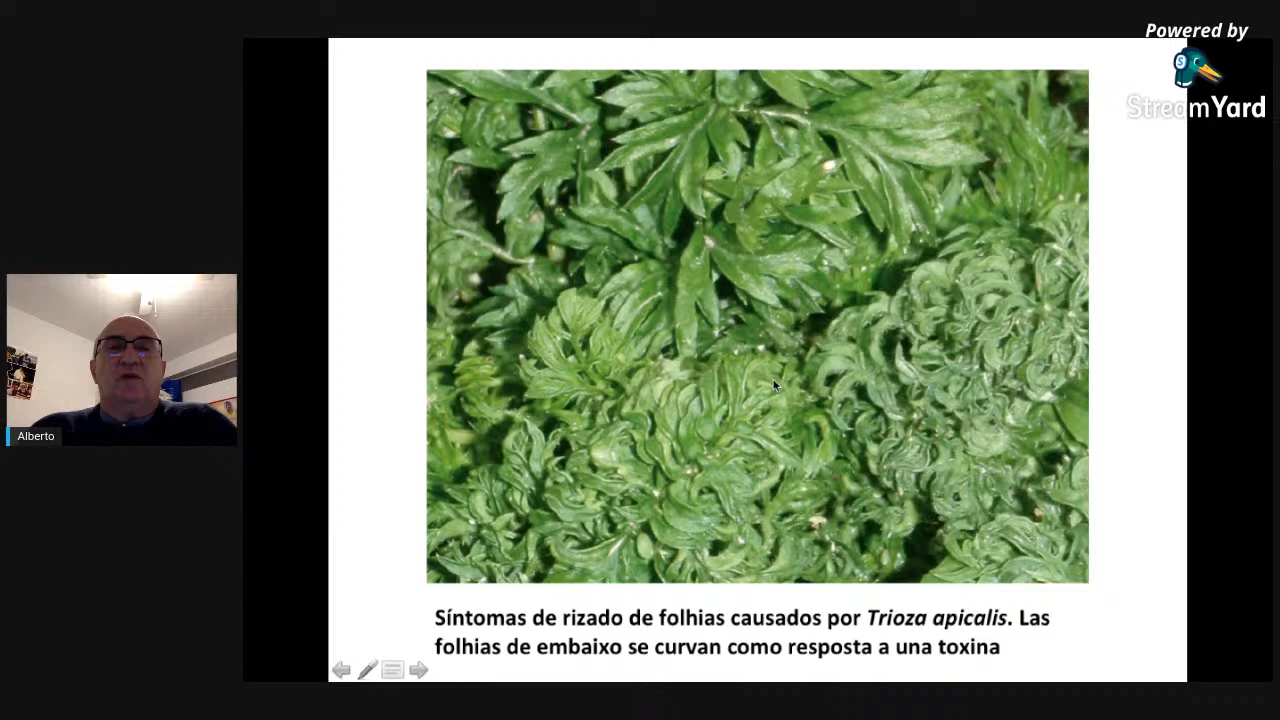 Powered by
StreamYard
Alberto
Síntomas de rizado de folhias causados por Trioza apicalis. Las
folhias de embaixo se curvan como resposta a una toxina